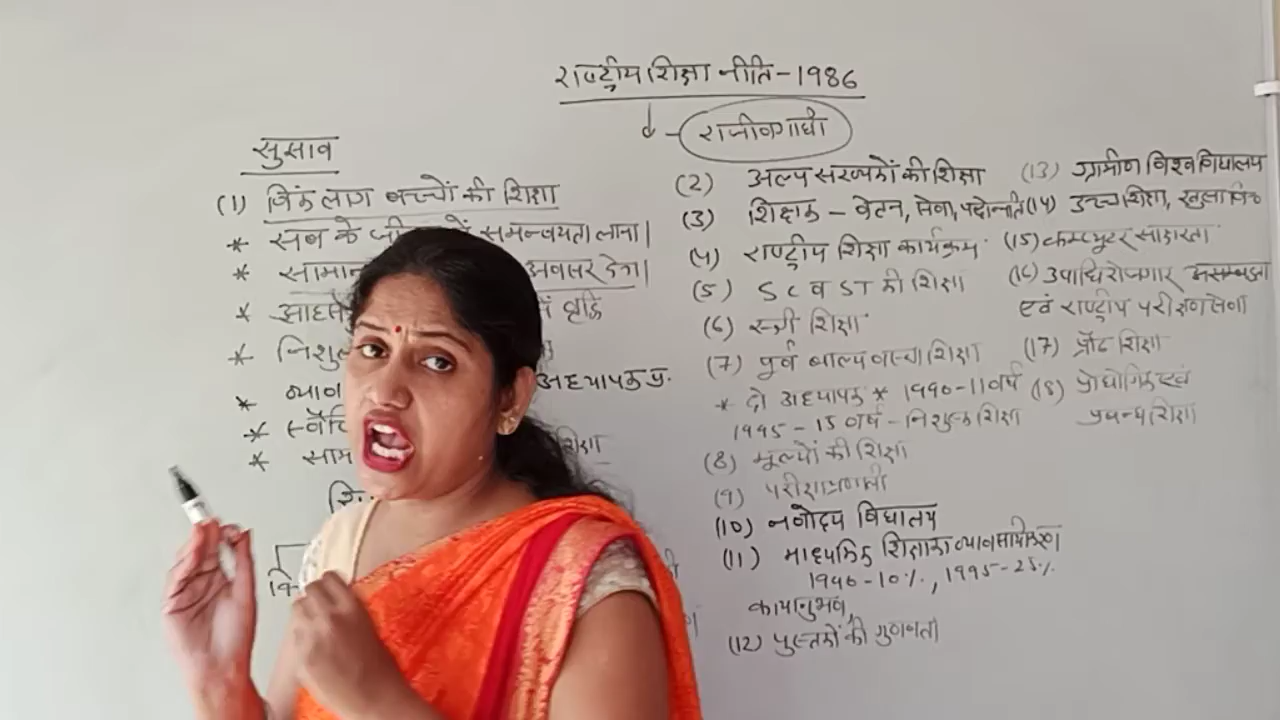 राष्ट्रीय शिक्षा नीति-1986
राजीवगाधी
सुसाव
(1) विकंलाग बच्चों की शिक्षा
* सब के समन्वयता लाना।
* सामान अवसर देगा।
* वृद्धि
* निशुल
* व्याव अध्यापक प्र.
*
* साम शिक्षा
शि
वि
(2) अल्प सरव्यकों की शिक्षा
(3) शिक्षक - वेतन, सेवा, पदोन्नति
(4) राष्ट्रीय शिक्षा कार्यक्रम
(5) SC व ST की शिक्षा
(6) स्त्री शिक्षा
(7) पूर्व बाल्यवस्था शिक्षा
* दो अध्यापक * 1990-11 वर्ष
1995 - 15 वर्ष - निशुल्क शिक्षा
(8) मूल्यों की शिक्षा
(9) परीक्षाप्रणाली
(10) नवोदय विधालय
(11) माध्यमिक शिक्षाका व्यावसायिकरण
1990-10%, 1995-25%
कार्यानुभव,
(12) पुस्तकों की गुणवता
(13) ग्रामीण विश्वविधालय
(14) उच्च शिक्षा, खुला वि०
(15) कम्प्युटर साक्षरता
(16) उपाधि रोजगार असम्बद्धता
एवं राष्ट्रीय परीक्षण सेवा
(17) प्रौढ शिक्षा
(18) प्रोद्योगिक एवं
प्रबन्ध शिक्षा